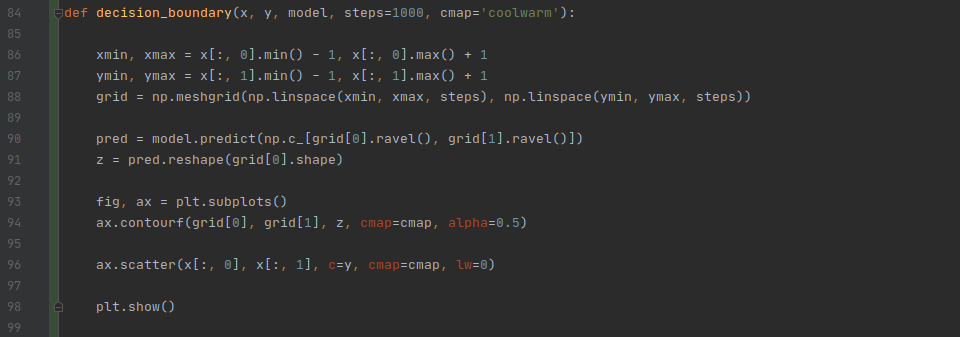 84 def decision_boundary(x, y, model, steps=1000, cmap='coolwarm'):
85
86     xmin, xmax = x[:, 0].min() - 1, x[:, 0].max() + 1
87     ymin, ymax = x[:, 1].min() - 1, x[:, 1].max() + 1
88     grid = np.meshgrid(np.linspace(xmin, xmax, steps), np.linspace(ymin, ymax, steps))
89
90     pred = model.predict(np.c_[grid[0].ravel(), grid[1].ravel()])
91     z = pred.reshape(grid[0].shape)
92
93     fig, ax = plt.subplots()
94     ax.contourf(grid[0], grid[1], z, cmap=cmap, alpha=0.5)
95
96     ax.scatter(x[:, 0], x[:, 1], c=y, cmap=cmap, lw=0)
97
98     plt.show()
99